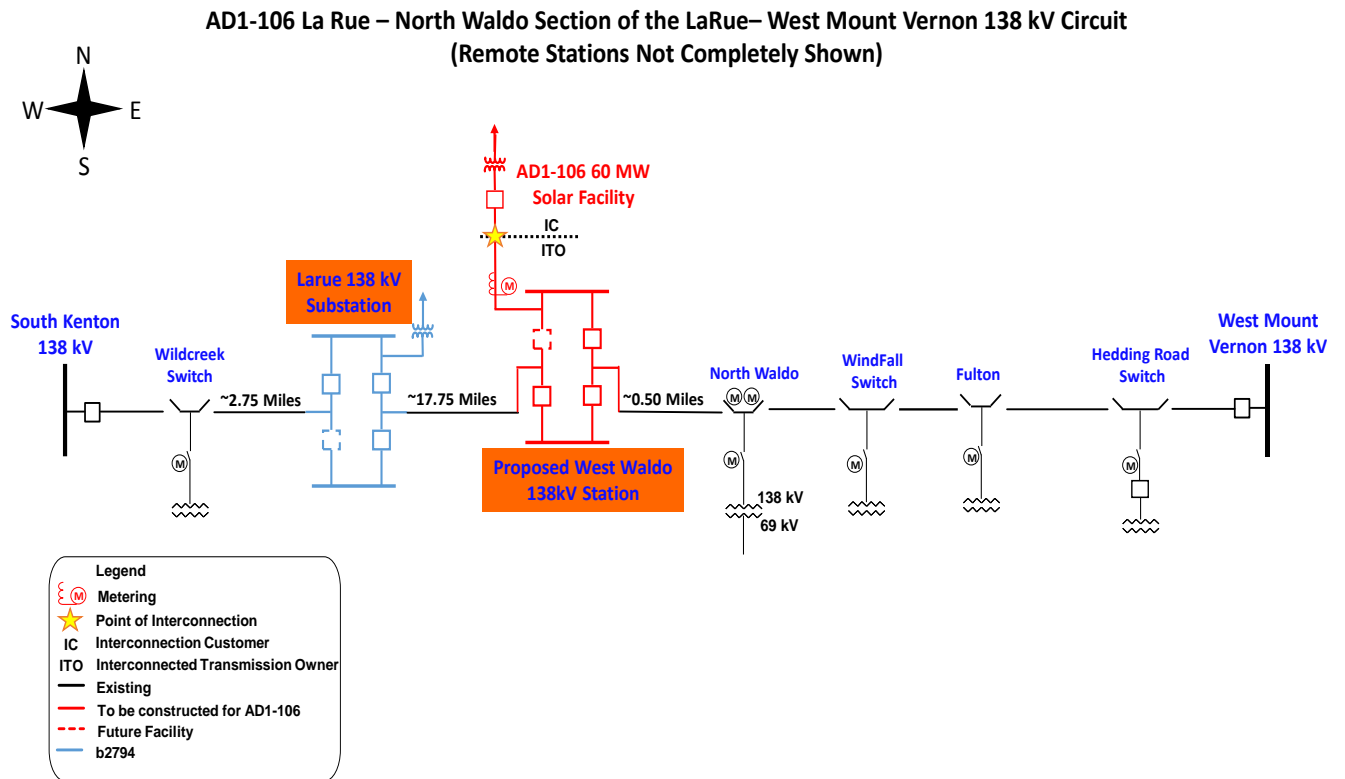 AD1-106 La Rue – North Waldo Section of the LaRue– West Mount Vernon 138 kV Circuit
(Remote Stations Not Completely Shown)
N
W
E
S
AD1-106 60 MW
Solar Facility
IC
ITO
M
Larue 138 kV
Substation
South Kenton
138 kV
Wildcreek
Switch
~2.75 Miles
~17.75 Miles
~0.50 Miles
North Waldo
M M
WindFall
Switch
Fulton
Hedding Road
Switch
West Mount
Vernon 138 kV
M
M
M
M
M
Proposed West Waldo
138kV Station
138 kV
69 kV
Legend
M Metering
Point of Interconnection
IC Interconnection Customer
ITO Interconnected Transmission Owner
Existing
To be constructed for AD1-106
Future Facility
b2794